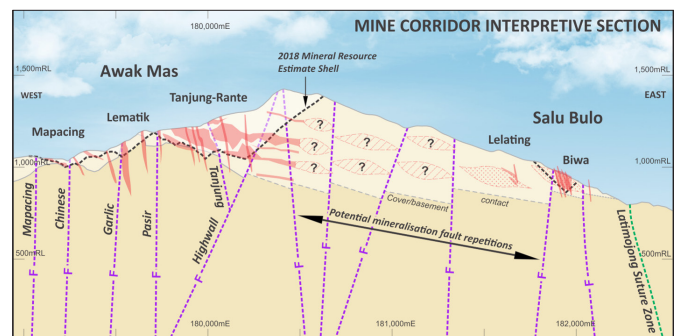 MINE CORRIDOR INTERPRETIVE SECTION
180,000mE
2018 Mineral Resource
Estimate Shell
1,500mRL
1,500mRL
Awak Mas
WEST
EAST
Tanjung-Rante
Salu Bulo
Lematik
Mapacing
Lelating
Biwa
?
?
?
?
?
?
?
1,000mRL
1,000mRL
Mapacing
Chinese
Garlic
Pasir
Tanjung
Highwall
Cover/basement
contact
Potential mineralisation fault repetitions
Latimojong Suture Zone
500mRL
500mRL
F
F
F
F
F
F
F
F
F
F
F
180,000mE
181,000mE
182,000mE